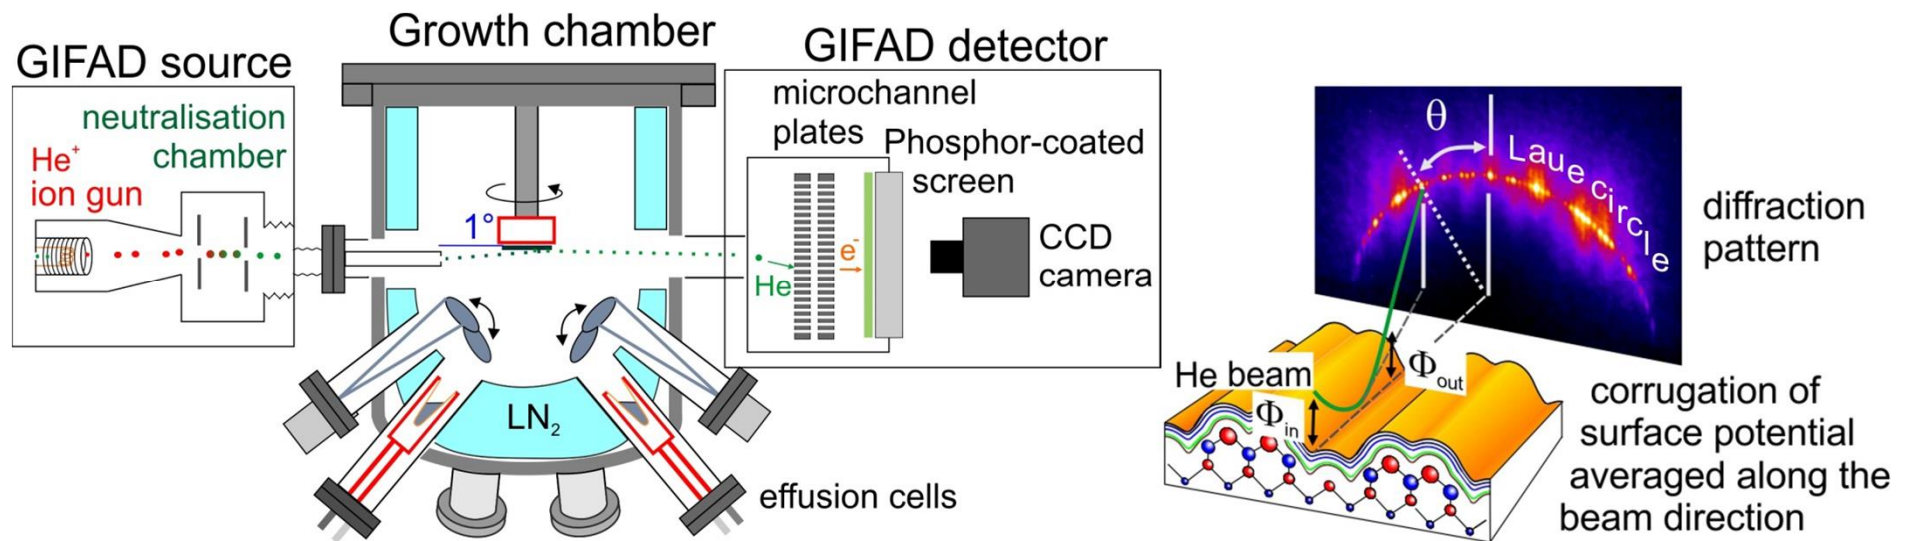 GIFAD source
neutralisation
chamber
He+
ion gun
Growth chamber
1°
LN2
effusion cells
GIFAD detector
microchannel
plates
Phosphor-coated
screen
He
e-
CCD
camera
θ
Laue circle
diffraction
pattern
He beam
Φin
Φout
corrugation of
surface potential
averaged along the
beam direction